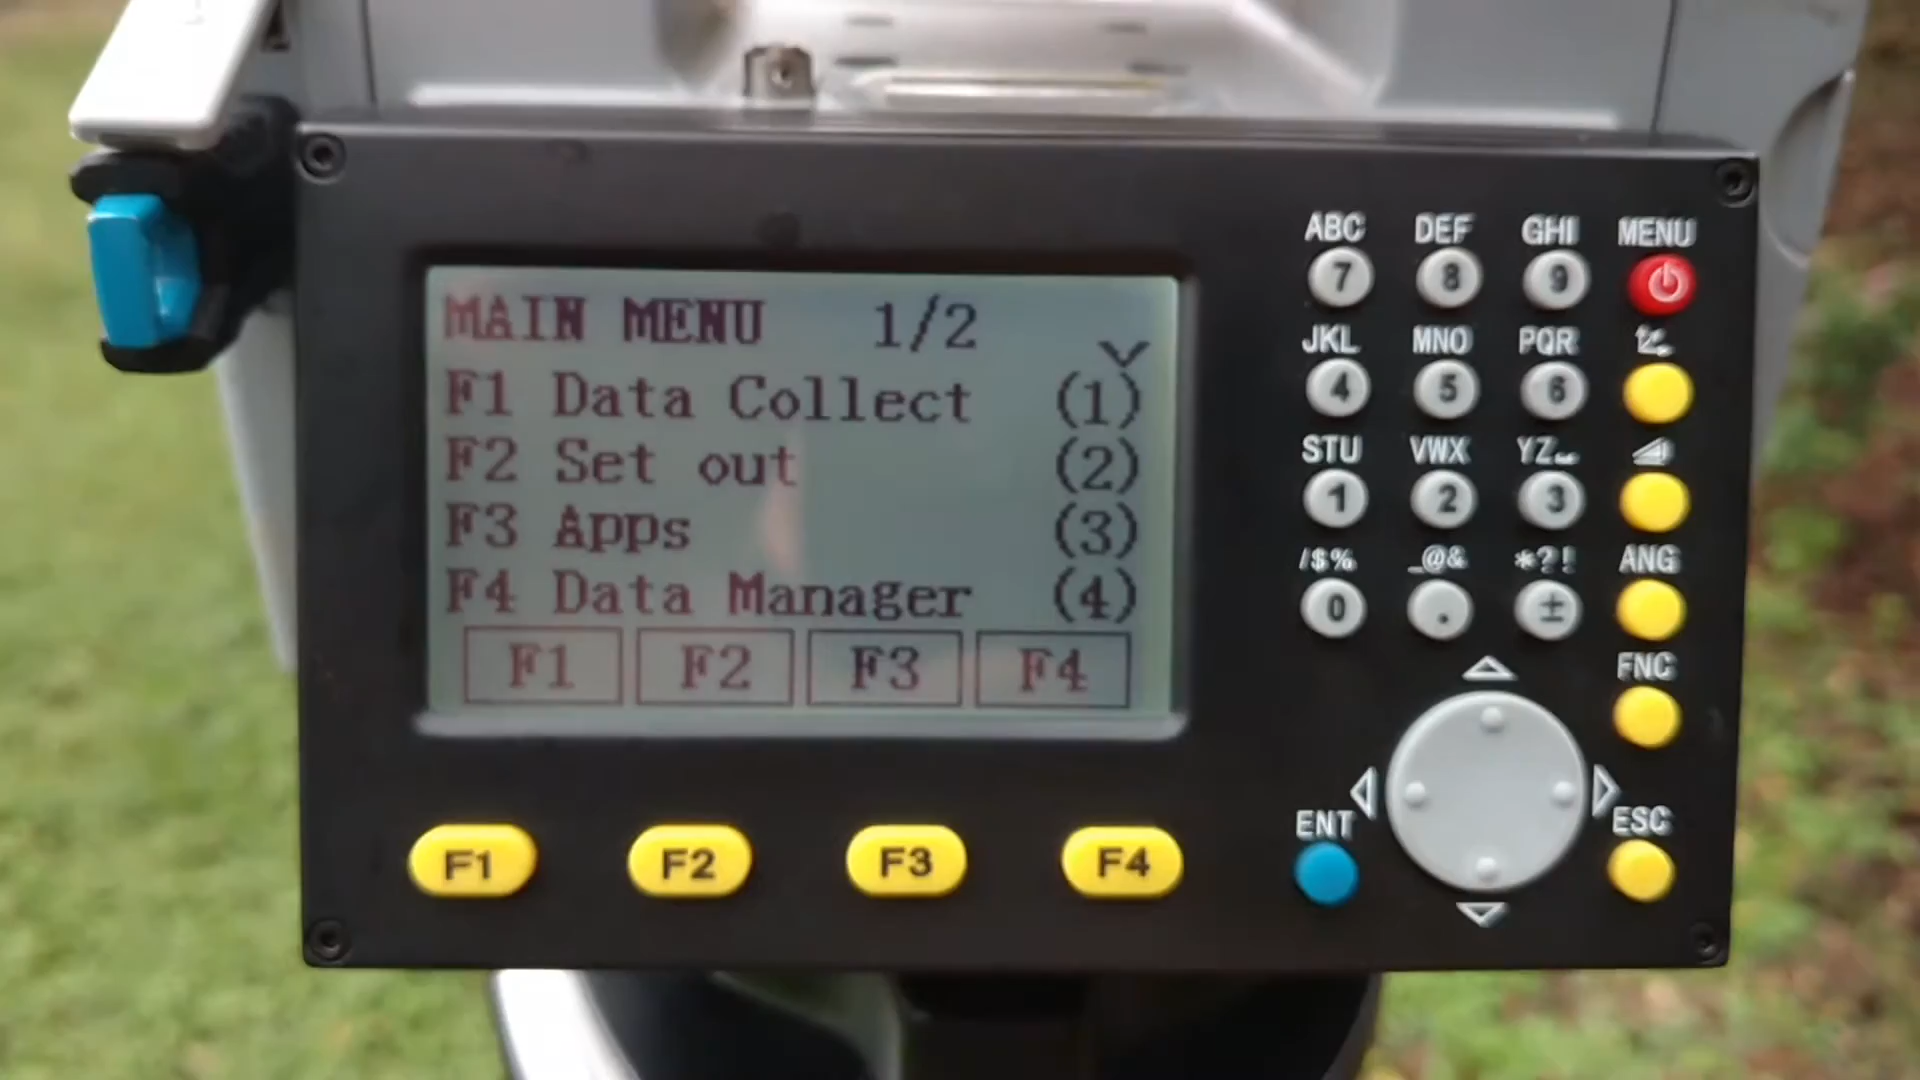 MAIN MENU 1/2
F1 Data Collect (1)
F2 Set out (2)
F3 Apps (3)
F4 Data Manager (4)
F1 F2 F3 F4
F1 F2 F3 F4
ABC DEF GHI MENU
7 8 9
JKL MNO PQR
4 5 6
STU VWX YZ
1 2 3
/$% _@& *?! ANG
0 . ±
FNC
ENT ESC